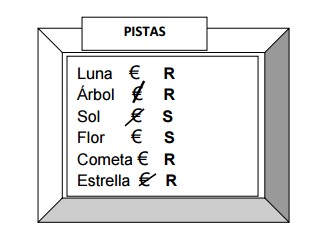 PISTAS
Luna € R
Árbol € R
Sol € S
Flor € S
Cometa € R
Estrella € R